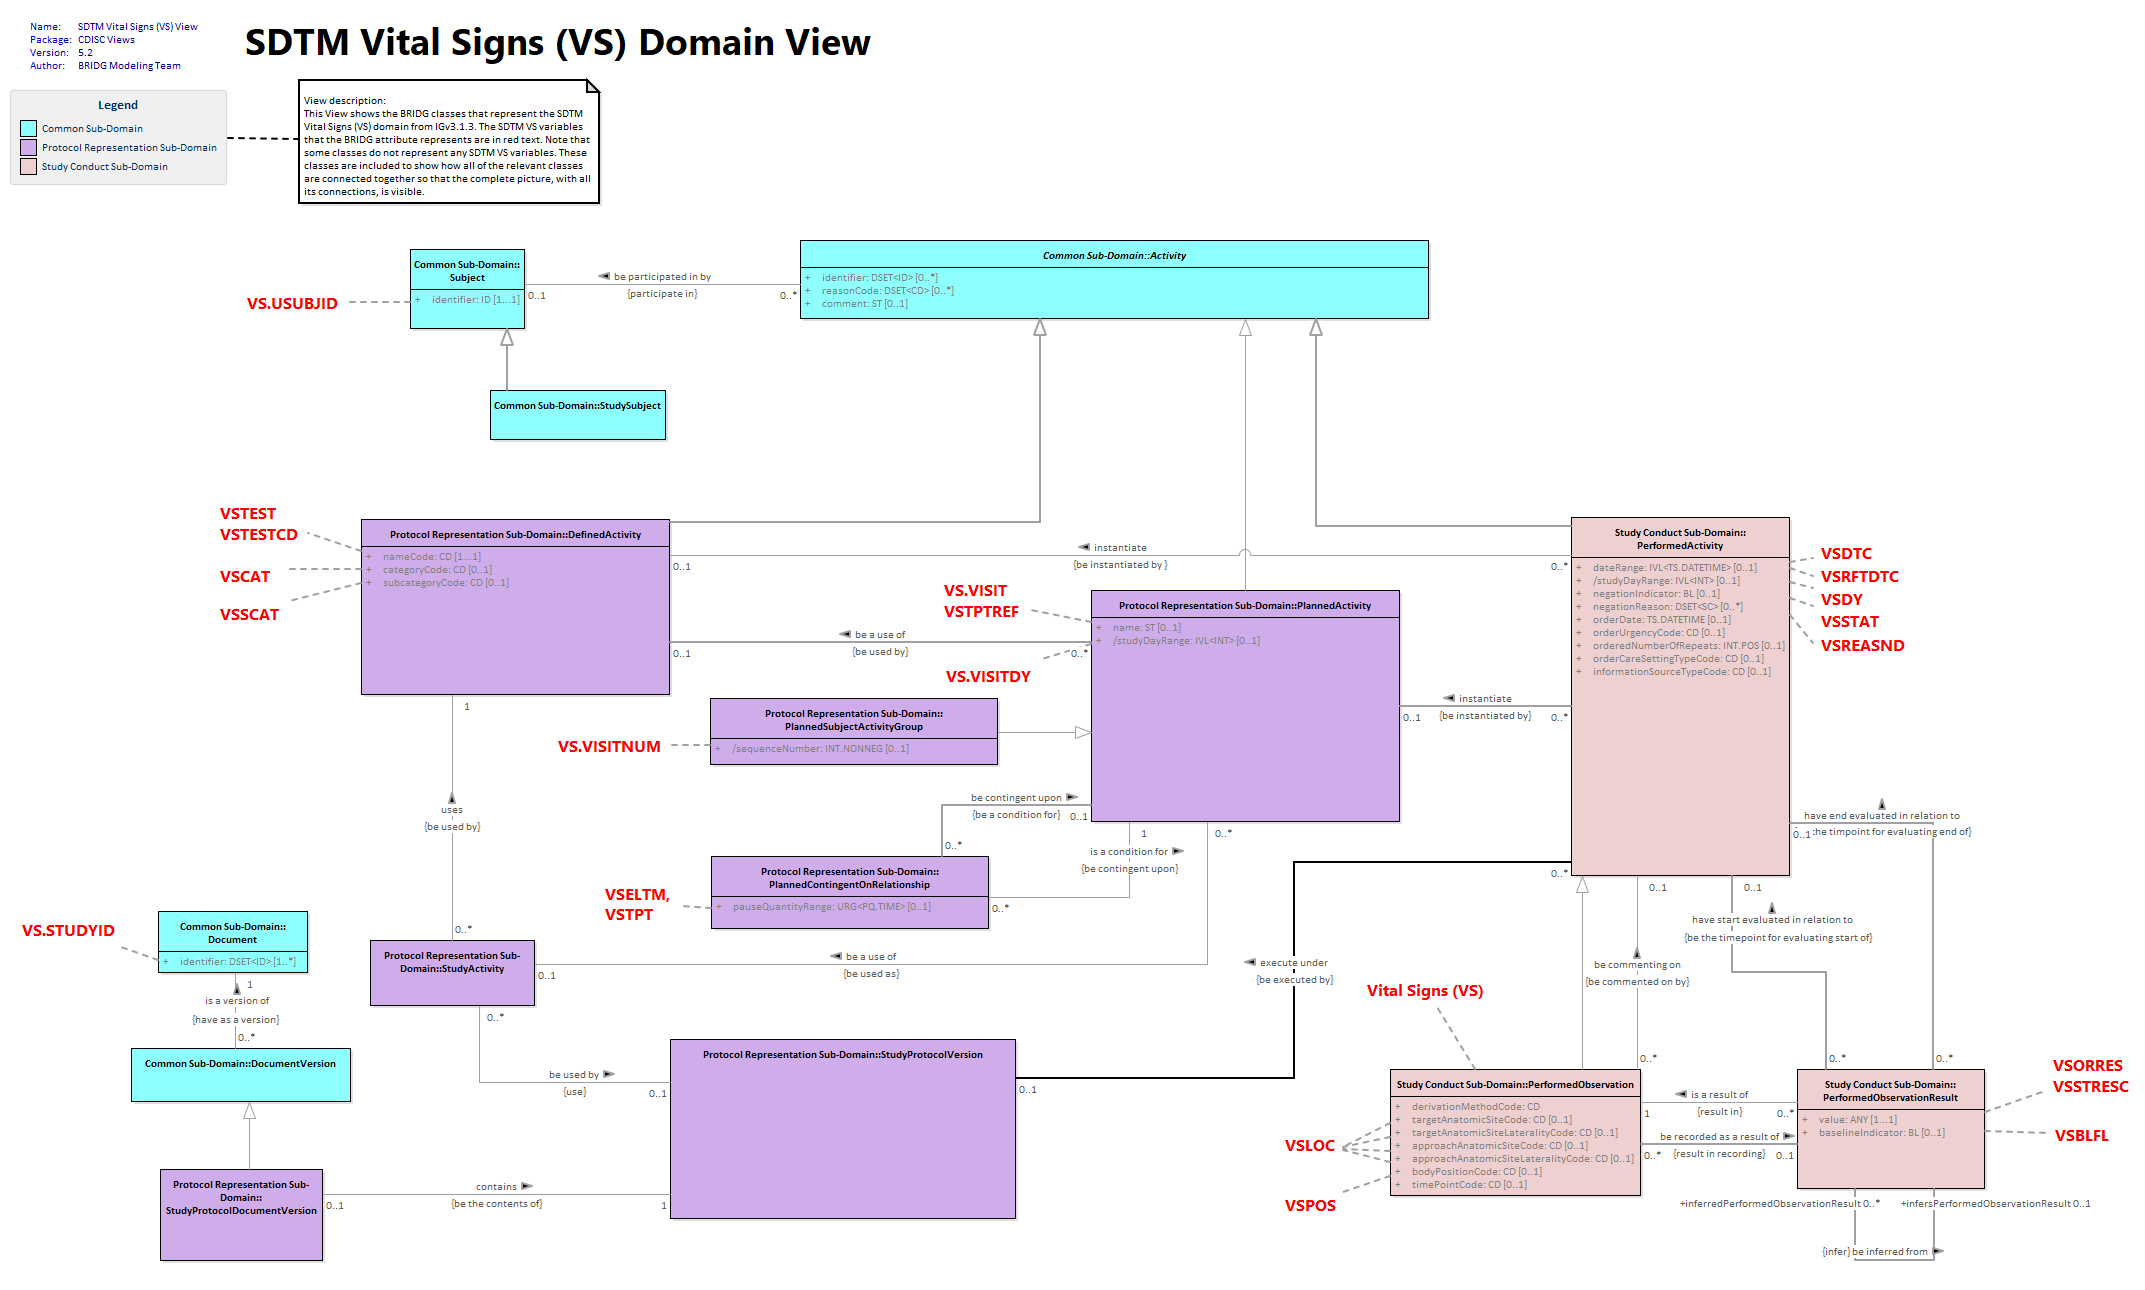 Name: SDTM Vital Signs (VS) View
Package: CDISC Views
Version: 5.2
Author: BRIDG Modeling Team
SDTM Vital Signs (VS) Domain View
Legend
Common Sub-Domain
Protocol Representation Sub-Domain
Study Conduct Sub-Domain
View description:
This View shows the BRIDG classes that represent the SDTM
Vital Signs (VS) domain from IGv3.1.3. The SDTM VS variables
that the BRIDG attribute represents are in red text. Note that
some classes do not represent any SDTM VS variables. These
classes are included to show how all of the relevant classes
are connected together so that the complete picture, with all
its connections, is visible.
Common Sub-Domain::
Subject
+ identifier: ID [1...1]
VS.USUBJID
be participated in by
{participate in}
0..1
0..*
Common Sub-Domain::Activity
+ identifier: DSET<ID> [0..*]
+ reasonCode: DSET<CD> [0..*]
+ comment: ST [0..1]
Common Sub-Domain::StudySubject
VSTEST
VSTESTCD
VSCAT
VSSCAT
Protocol Representation Sub-Domain::DefinedActivity
+ nameCode: CD [1...1]
+ categoryCode: CD [0..1]
+ subcategoryCode: CD [0..1]
instantiate
{be instantiated by }
0..1
0..*
Study Conduct Sub-Domain::
PerformedActivity
+ dateRange: IVL<TS.DATETIME> [0..1]
+ /studyDayRange: IVL<INT> [0..1]
+ negationIndicator: BL [0..1]
+ negationReason: DSET<SC> [0..*]
+ orderDate: TS.DATETIME [0..1]
+ orderUrgencyCode: CD [0..1]
+ orderedNumberOfRepeats: INT.POS [0..1]
+ orderCareSettingTypeCode: CD [0..1]
+ informationSourceTypeCode: CD [0..1]
VSDTC
VSRFTDTC
VSDY
VSSTAT
VSREASND
VS.VISIT
VSTPTREF
VS.VISITDY
Protocol Representation Sub-Domain::PlannedActivity
+ name: ST [0..1]
+ /studyDayRange: IVL<INT> [0..1]
be a use of
{be used by}
0..1
0..*
instantiate
{be instantiated by}
0..1
0..*
Protocol Representation Sub-Domain::
PlannedSubjectActivityGroup
+ /sequenceNumber: INT.NONNEG [0..1]
VS.VISITNUM
1
uses
{be used by}
0..*
be contingent upon
{be a condition for}
0..1
0..*
1
is a condition for
{be contingent upon}
0..*
0..*
Protocol Representation Sub-Domain::
PlannedContingentOnRelationship
+ pauseQuantityRange: URG<PQ.TIME> [0..1]
VSELTM,
VSTPT
have end evaluated in relation to
0..1
:he timpoint for evaluating end of}
0..*
0..1
0..1
have start evaluated in relation to
{be the timepoint for evaluating start of}
be commenting on
{be commented on by}
VS.STUDYID
Common Sub-Domain::
Document
+ identifier: DSET<ID> [1..*]
1
is a version of
{have as a version}
0..*
Common Sub-Domain::DocumentVersion
Protocol Representation Sub-
Domain::StudyActivity
be a use of
{be used as}
0..1
0..*
be used by
{use}
0..1
execute under
{be executed by}
0..1
Protocol Representation Sub-Domain::StudyProtocolVersion
Protocol Representation Sub-
Domain::
StudyProtocolDocumentVersion
contains
{be the contents of}
0..1
1
Vital Signs (VS)
0..*
0..*
0..*
Study Conduct Sub-Domain::PerformedObservation
+ derivationMethodCode: CD
+ targetAnatomicSiteCode: CD [0..1]
+ targetAnatomicSiteLateralityCode: CD [0..1]
+ approachAnatomicSiteCode: CD [0..1]
+ approachAnatomicSiteLateralityCode: CD [0..1]
+ bodyPositionCode: CD [0..1]
+ timePointCode: CD [0..1]
VSLOC
VSPOS
is a result of
{result in}
1
0..*
be recorded as a result of
{result in recording}
0..*
0..1
Study Conduct Sub-Domain::
PerformedObservationResult
+ value: ANY [1...1]
+ baselineIndicator: BL [0..1]
VSORRES
VSSTRESC
VSBLFL
+inferredPerformedObservationResult 0..*
+infersPerformedObservationResult 0..1
{infer} be inferred from